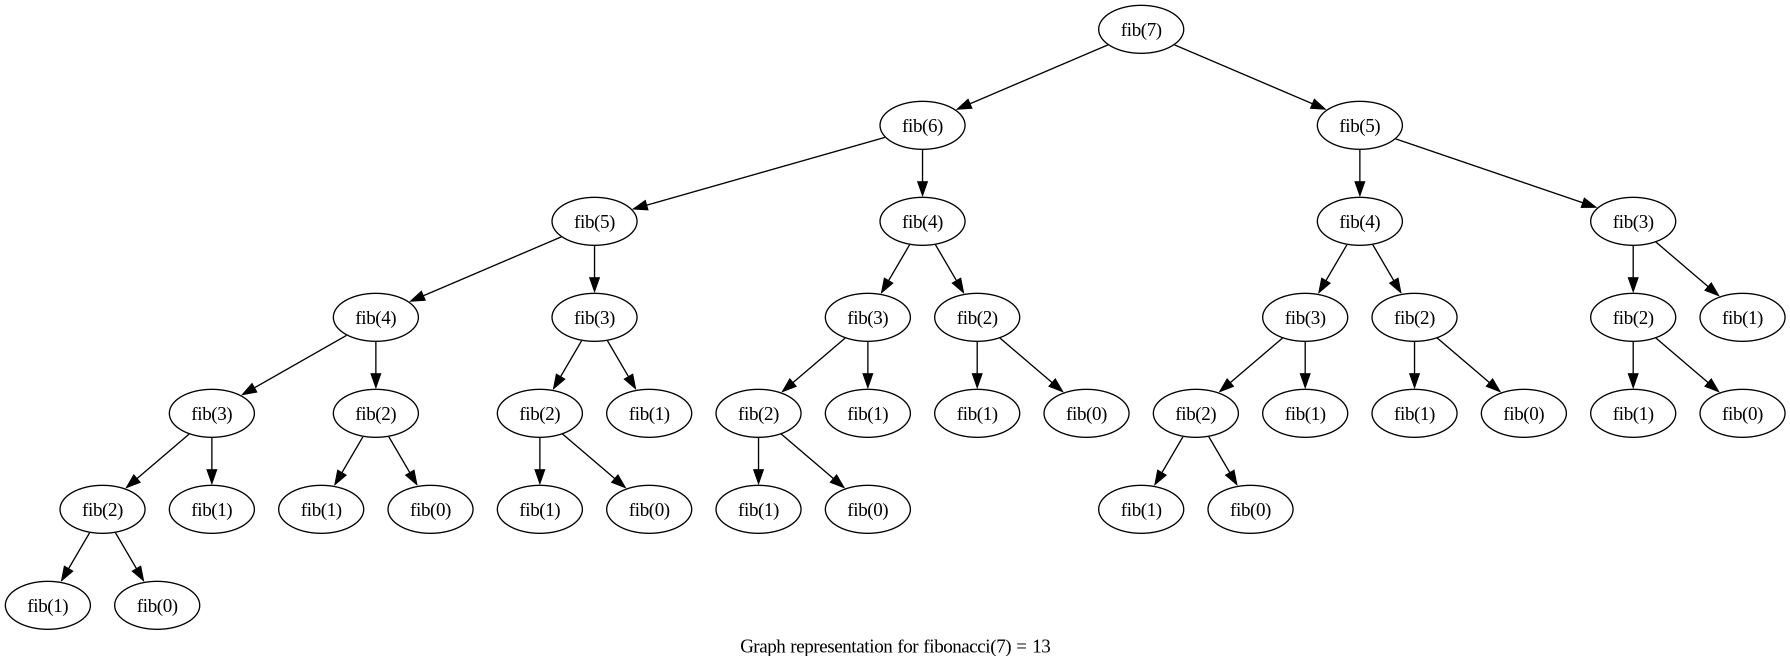 fib(7)
fib(6) fib(5)
fib(5) fib(4) fib(4) fib(3)
fib(4) fib(3) fib(3) fib(2) fib(3) fib(2) fib(2) fib(1)
fib(3) fib(2) fib(2) fib(1) fib(2) fib(1) fib(1) fib(0) fib(2) fib(1) fib(1) fib(0) fib(1) fib(0)
fib(2) fib(1) fib(1) fib(0) fib(1) fib(0) fib(1) fib(0) fib(1) fib(0)
fib(1) fib(0)
Graph representation for fibonacci(7) = 13